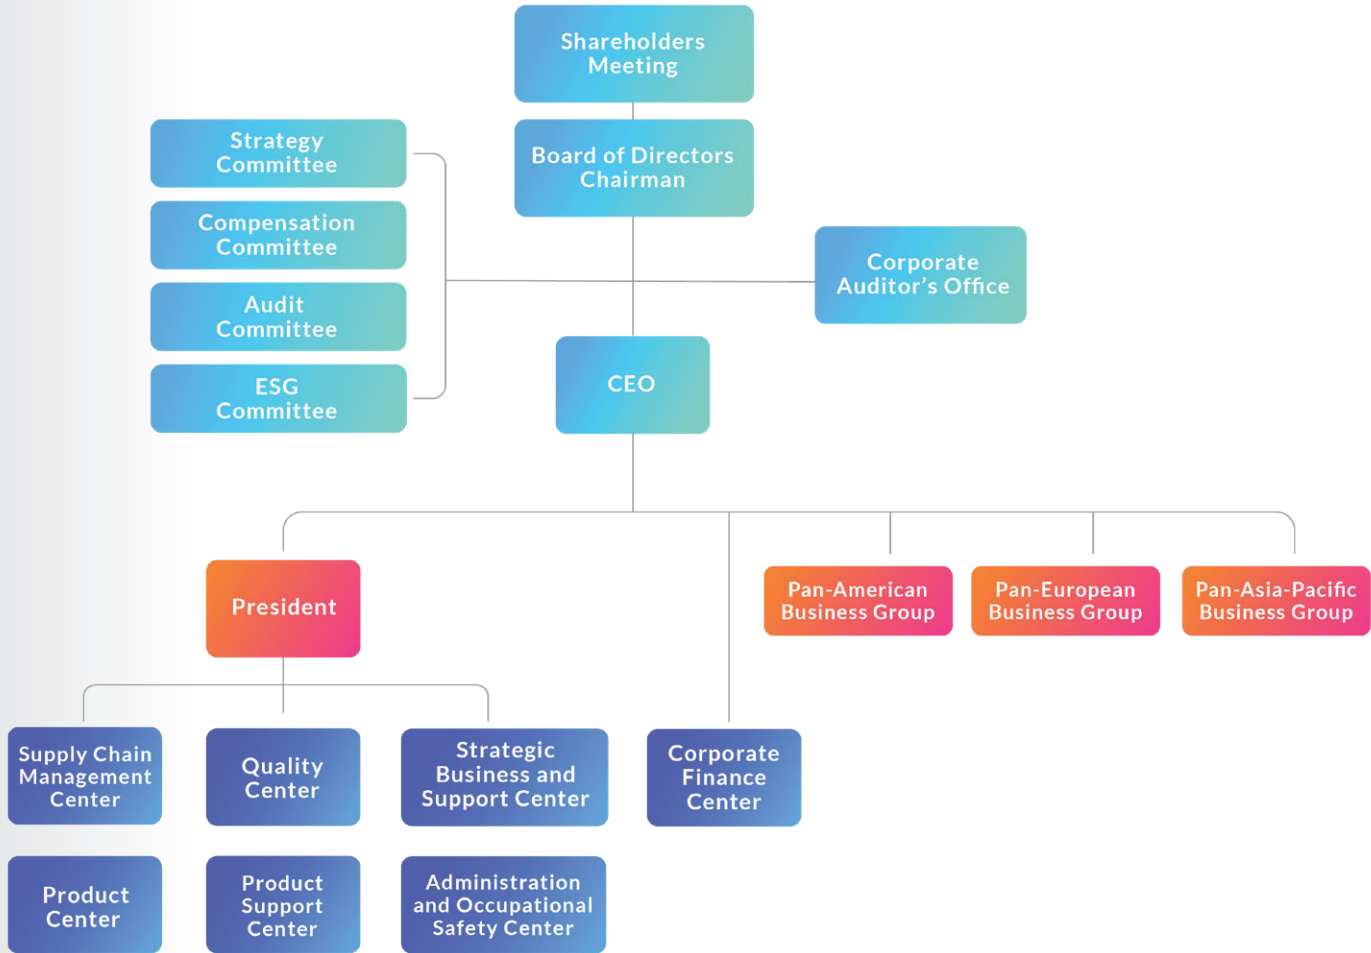 Shareholders
Meeting
Board of Directors
Chairman
Strategy
Committee
Compensation
Committee
Audit
Committee
ESG
Committee
Corporate
Auditor’s Office
CEO
President
Pan-American
Business Group
Pan-European
Business Group
Pan-Asia-Pacific
Business Group
Supply Chain
Management
Center
Quality
Center
Strategic
Business and
Support Center
Corporate
Finance
Center
Product
Center
Product
Support
Center
Administration
and Occupational
Safety Center